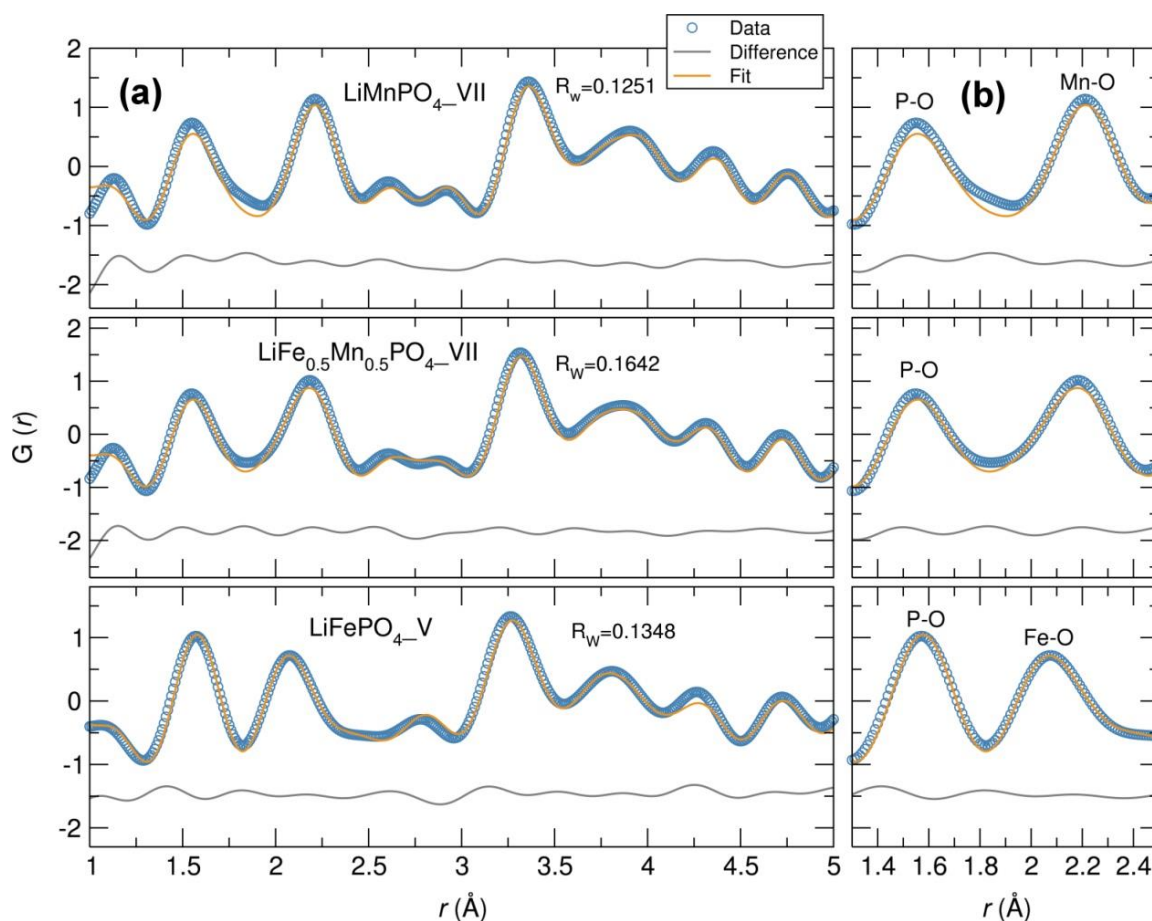 Data
Difference
Fit
(a)
LiMnPO4_VII
Rw=0.1251
2
1
0
-1
-2
(b)
P-O
Mn-O
LiFe0.5Mn0.5PO4_VII
RW=0.1642
2
1
0
-1
-2
P-O
G (r)
LiFePO4_V
RW=0.1348
1
0
-1
-2
P-O
Fe-O
1 1.5 2 2.5 3 3.5 4 4.5 5
1.4 1.6 1.8 2 2.2 2.4
r (Å)
r (Å)